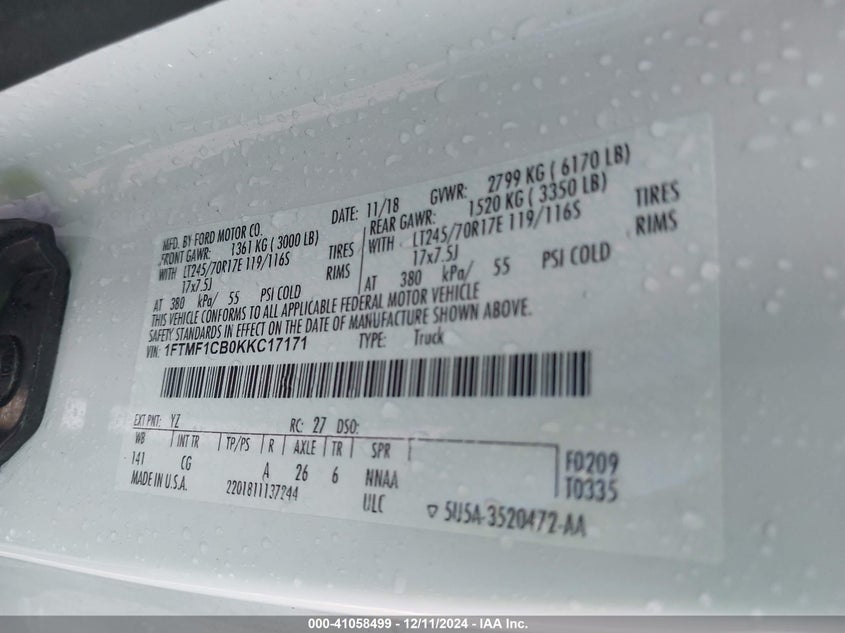 MFD. BY FORD MOTOR CO.
DATE: 11/18 GVWR: 2799 KG ( 6170 LB)
FRONT GAWR: 1361 KG ( 3000 LB)
REAR GAWR: 1520 KG ( 3350 LB)
WITH LT245/70R17E 119/116S TIRES
WITH LT245/70R17E 119/116S TIRES
17x7.5J RIMS
17x7.5J RIMS
AT 380 kPa/ 55 PSI COLD
AT 380 kPa/ 55 PSI COLD
THIS VEHICLE CONFORMS TO ALL APPLICABLE FEDERAL MOTOR VEHICLE
SAFETY STANDARDS IN EFFECT ON THE DATE OF MANUFACTURE SHOWN ABOVE.
VIN: 1FTMF1CB0KKC17171 TYPE: Truck
EXT PNT: YZ RC: 27 DSO:
WB INT TR TP/PS R AXLE TR SPR
141 CG A 26 6 NNAA F0209
MADE IN U.S.A. 2201811137244 ULC T0335
▽ 5U5A-3520472-AA
000-41058499 - 12/11/2024 - IAA Inc.